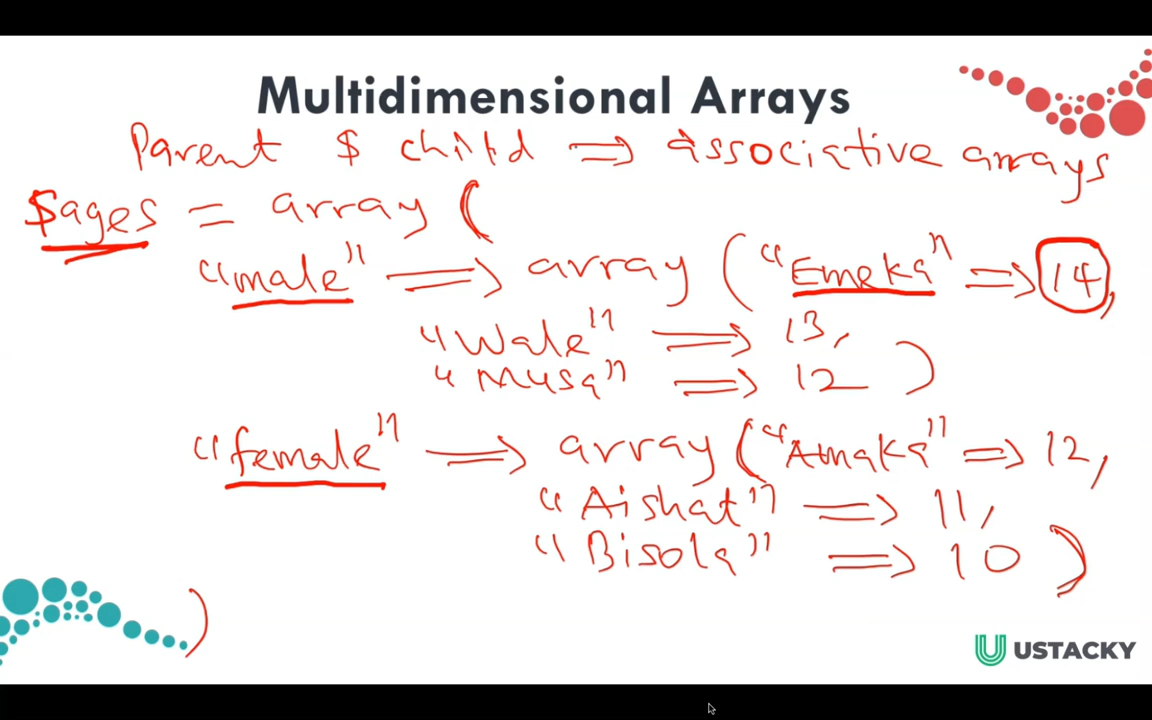 Multidimensional Arrays
Parent $ child => associative arrays
$ages = array (
"male" => array ("Emeka" => 14,
"Wale" => 13,
"Musa" => 12 )
"female" => array ("Amaka" => 12,
"Aishat" => 11,
"Bisola" => 10 )
)
USTACKY